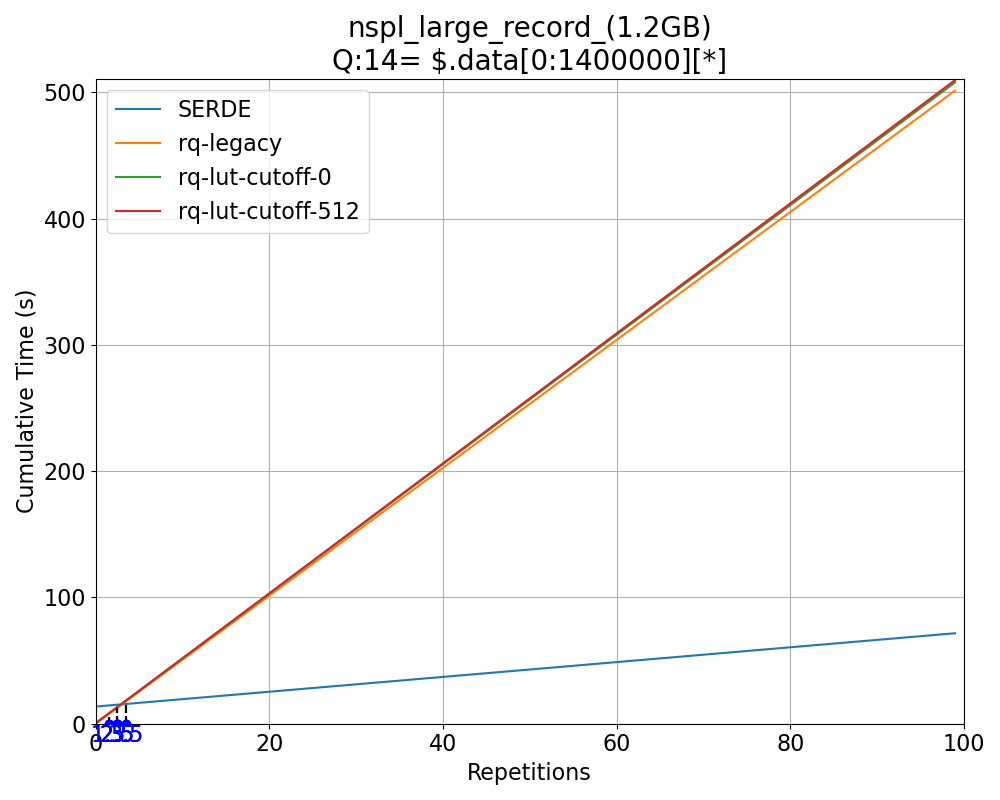 nspl_large_record_(1.2GB)
Q:14= $.data[0:1400000][*]
SERDE
rq-legacy
rq-lut-cutoff-0
rq-lut-cutoff-512
Cumulative Time (s)
500
400
300
200
100
0
0
20
40
60
80
100
Repetitions